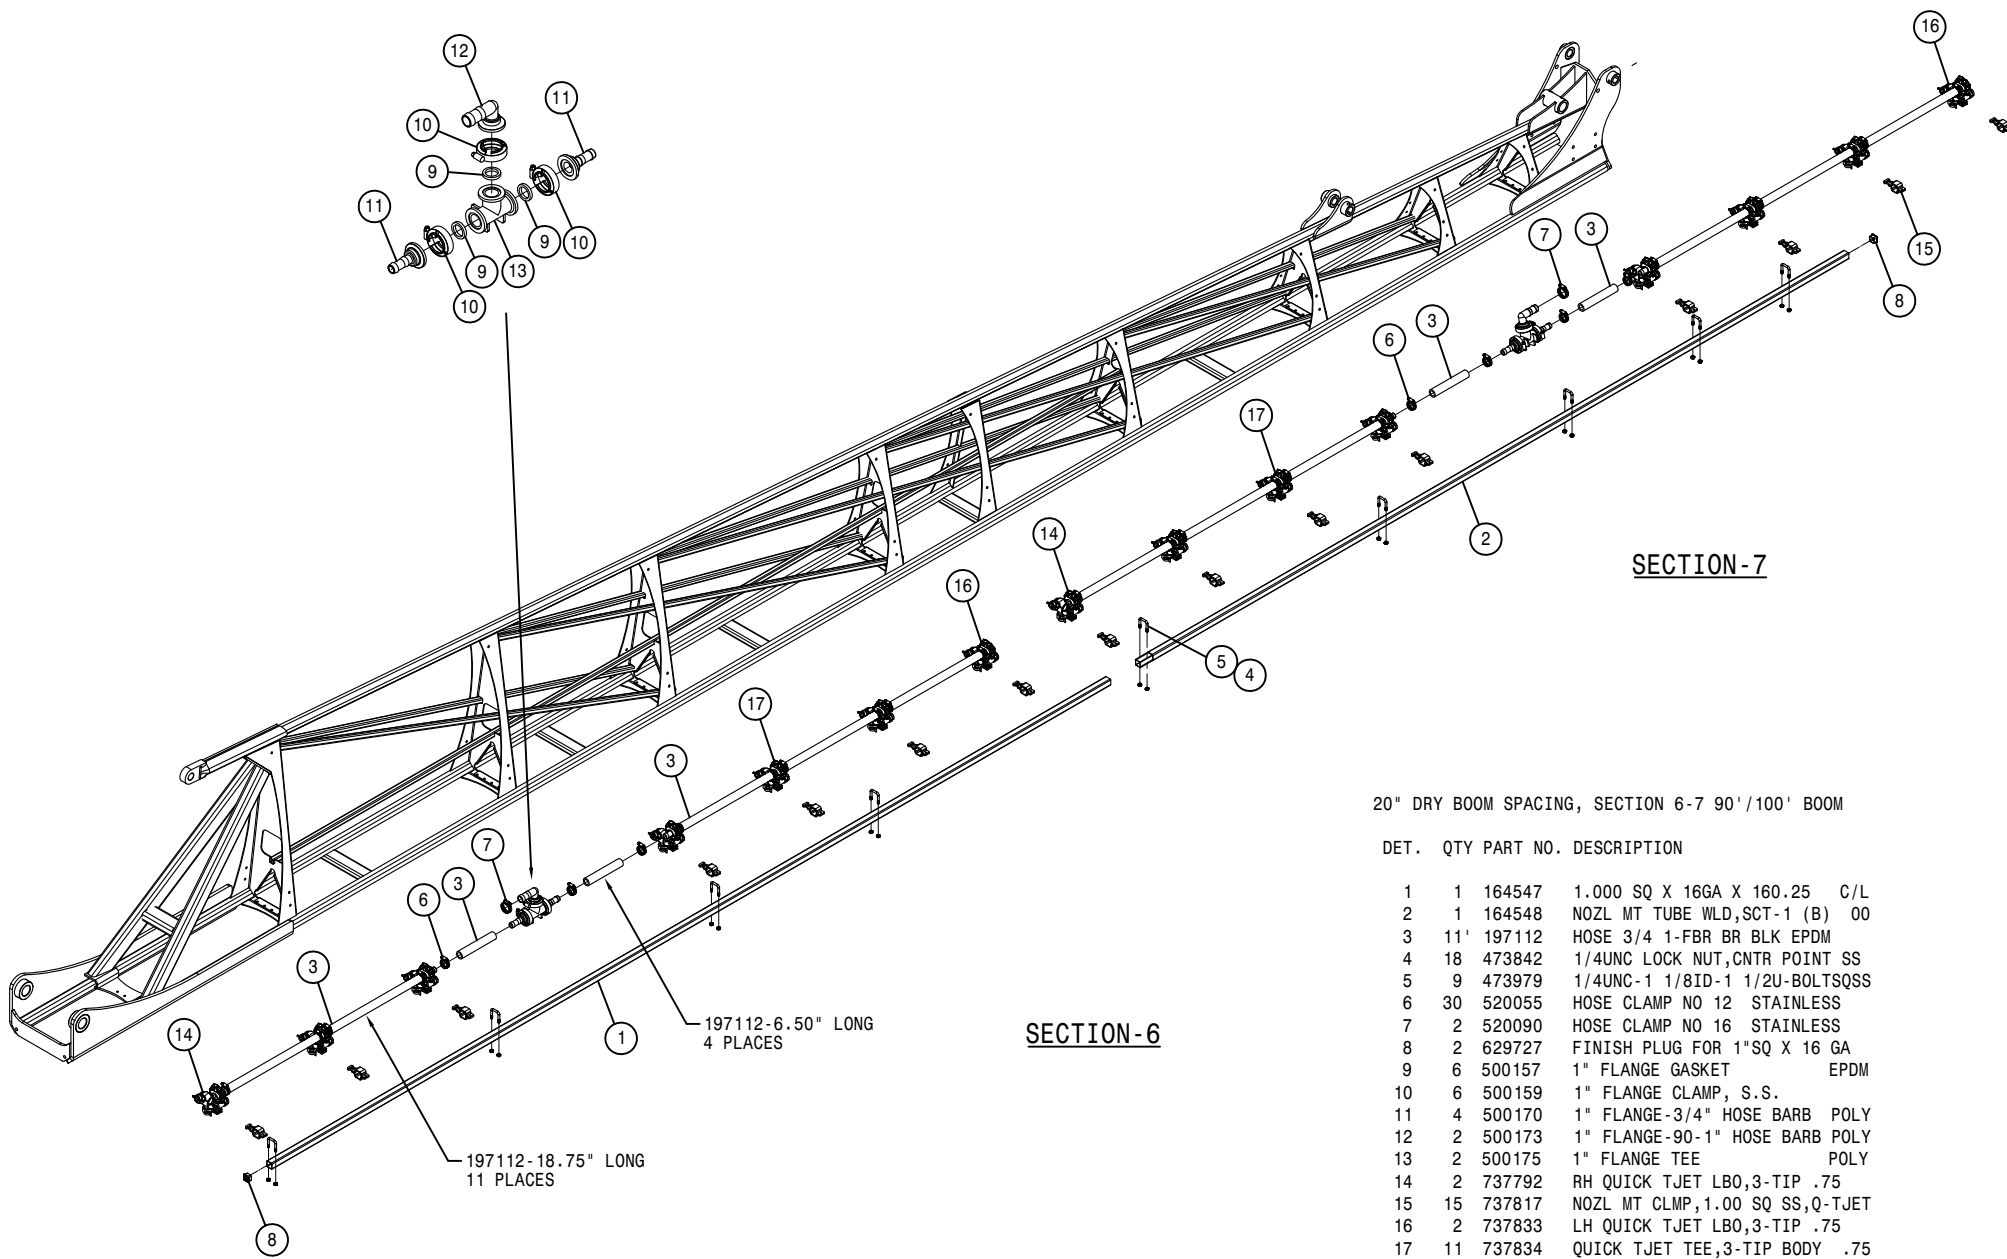 12
11
10
9
11
10
9
13
9
10
16
15
8
7
3
3
6
17
14
2
SECTION-7
16
5
4
17
3
7
3
6
3
14
1
8
SECTION-6
197112-6.50" LONG
4 PLACES
197112-18.75" LONG
11 PLACES
20" DRY BOOM SPACING, SECTION 6-7 90'/100' BOOM
DET. QTY PART NO. DESCRIPTION
1 1 164547 1.000 SQ X 16GA X 160.25 C/L
2 1 164548 NOZL MT TUBE WLD,SCT-1 (B) 00
3 11' 197112 HOSE 3/4 1-FBR BR BLK EPDM
4 18 473842 1/4UNC LOCK NUT,CNTR POINT SS
5 9 473979 1/4UNC-1 1/8ID-1 1/2U-BOLTSQSS
6 30 520055 HOSE CLAMP NO 12 STAINLESS
7 2 520090 HOSE CLAMP NO 16 STAINLESS
8 2 629727 FINISH PLUG FOR 1"SQ X 16 GA
9 6 500157 1" FLANGE GASKET EPDM
10 6 500159 1" FLANGE CLAMP, S.S.
11 4 500170 1" FLANGE-3/4" HOSE BARB POLY
12 2 500173 1" FLANGE-90-1" HOSE BARB POLY
13 2 500175 1" FLANGE TEE POLY
14 2 737792 RH QUICK TJET LBO,3-TIP .75
15 15 737817 NOZL MT CLMP,1.00 SQ SS,Q-TJET
16 2 737833 LH QUICK TJET LBO,3-TIP .75
17 11 737834 QUICK TJET TEE,3-TIP BODY .75